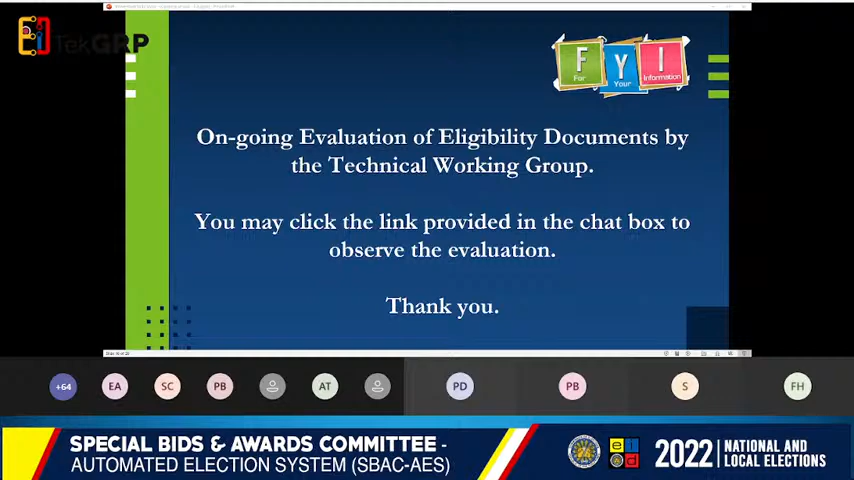 TekGRP
F Y I
For Your Information
On-going Evaluation of Eligibility Documents by
the Technical Working Group.
You may click the link provided in the chat box to
observe the evaluation.
Thank you.
+64 EA SC PB AT PD PB S FH
SPECIAL BIDS & AWARDS COMMITTEE -
AUTOMATED ELECTION SYSTEM (SBAC-AES)
2022 NATIONAL AND
LOCAL ELECTIONS